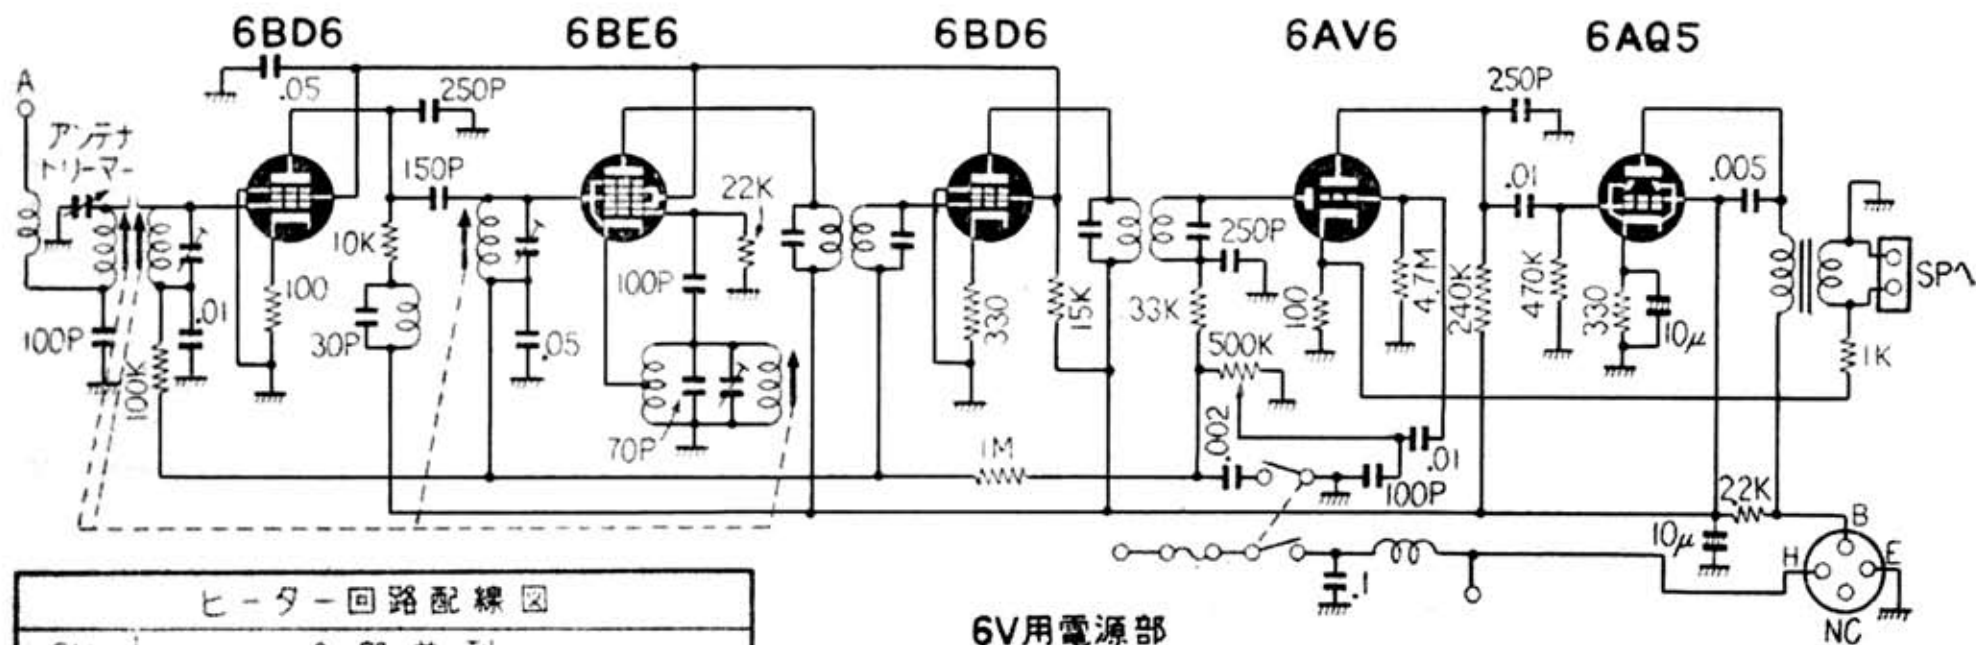 6BD6
6BE6
6BD6
6AV6
6AQ5
A
.05
250P
250P
アンテナ
トリーマー
150P
22K
.01
.005
10K
250P
100
100P
330
15K
33K
100
4.7M
240K
470K
330
10μ
SPへ
100P
.01
30P
.05
500K
1K
100K
70P
1M
.002
.01
100P
22K
B
10μ
H
E
.1
NC
ヒーター回路配線図
6V用電源部